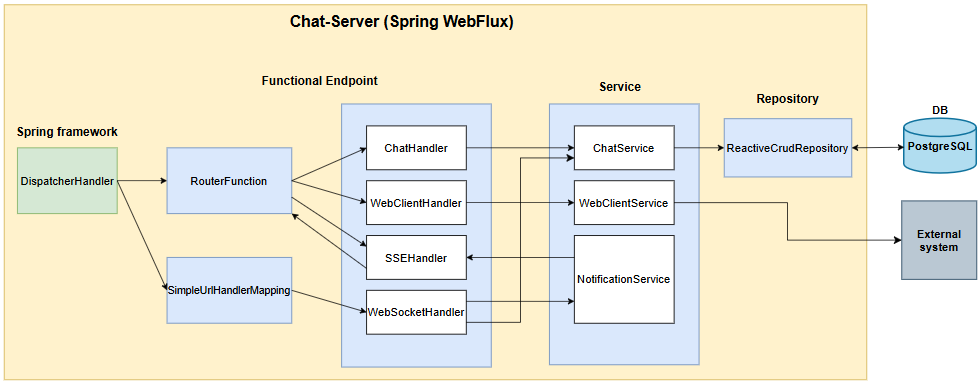 Chat-Server (Spring WebFlux)
Functional Endpoint
Service
Repository
DB
Spring framework
DispatcherHandler
RouterFunction
SimpleUrlHandlerMapping
ChatHandler
WebClientHandler
SSEHandler
WebSocketHandler
ChatService
WebClientService
NotificationService
ReactiveCrudRepository
PostgreSQL
External
system